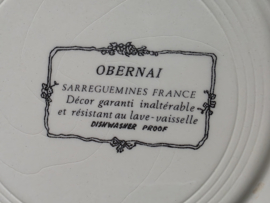 OBERNAI
SARREGUEMINES FRANCE
Décor garanti inaltérable
et résistant au lave-vaisselle
DISHWASHER PROOF